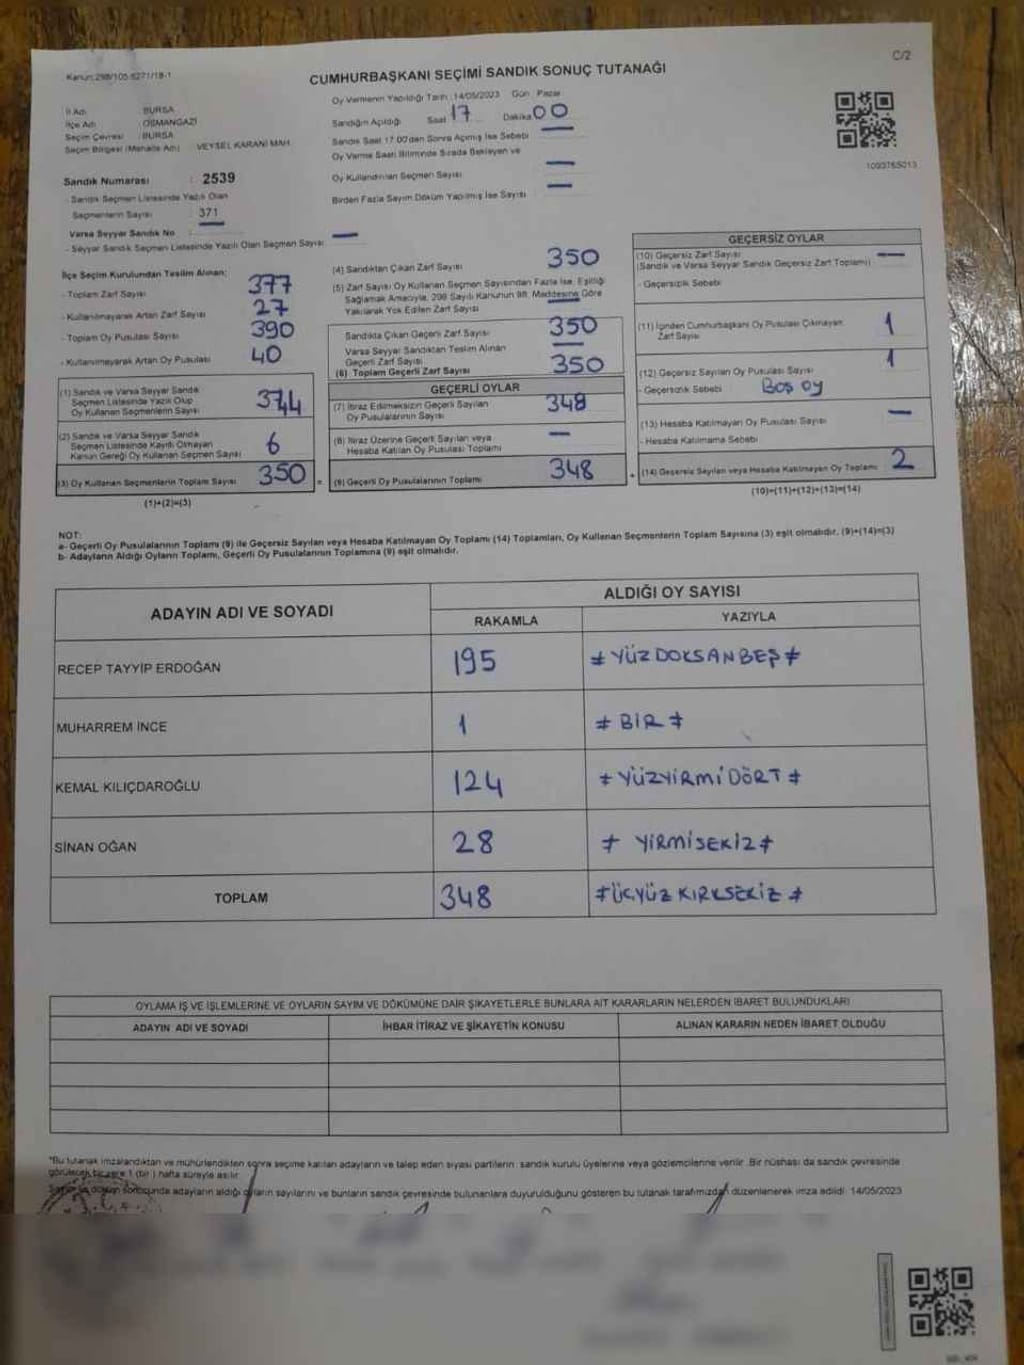 C/2
Kanun:298/105-6271/18-1
CUMHURBAŞKANI SEÇİMİ SANDIK SONUÇ TUTANAĞI
İl Adı : BURSA
İlçe Adı : OSMANGAZİ
Seçim Çevresi : BURSA
Seçim Bölgesi (Mahalle Adı) : VEYSEL KARANİ MAH.
Sandık Numarası : 2539
- Sandık Seçmen Listesinde Yazılı Olan
Seçmenlerin Sayısı : 371
Varsa Seyyar Sandık No :
- Seyyar Sandık Seçmen Listesinde Yazılı Olan Seçmen Sayısı: —
Oy Vermenin Yapıldığı Tarih: 14/05/2023 Gün: Pazar
Sandığın Açıldığı Saat 17 Dakika 00
Sandık Saat 17:00'den Sonra Açılmış İse Sebebi —
Oy Verme Saati Bitiminde Sırada Bekleyen ve
Oy Kullandırılan Seçmen Sayısı —
Birden Fazla Sayım Döküm Yapılmış İse Sayısı —
1093765013
İlçe Seçim Kurulundan Teslim Alınan;
- Toplam Zarf Sayısı 377
- Kullanılmayarak Artan Zarf Sayısı 27
- Toplam Oy Pusulası Sayısı 390
- Kullanılmayarak Artan Oy Pusulası 40
(1) Sandık ve Varsa Seyyar Sandık
Seçmen Listesinde Yazılı Olup
Oy Kullanan Seçmenlerin Sayısı 344
(2) Sandık ve Varsa Seyyar Sandık
Seçmen Listesinde Kayıtlı Olmayan
Kanun Gereği Oy Kullanan Seçmen Sayısı 6
(3) Oy Kullanan Seçmenlerin Toplam Sayısı 350 =
(1)+(2)=(3)
(4) Sandıktan Çıkan Zarf Sayısı 350
(5) Zarf Sayısı Oy Kullanan Seçmen Sayısından Fazla İse, Eşitliği
Sağlamak Amacıyla, 298 Sayılı Kanunun 98. Maddesine Göre
Yakılarak Yok Edilen Zarf Sayısı —
Sandıkta Çıkan Geçerli Zarf Sayısı 350
Varsa Seyyar Sandıktan Teslim Alınan
Geçerli Zarf Sayısı —
(6) Toplam Geçerli Zarf Sayısı 350
GEÇERLİ OYLAR
(7) İtiraz Edilmeksizin Geçerli Sayılan
Oy Pusulalarının Sayısı 348
(8) İtiraz Üzerine Geçerli Sayılan veya
Hesaba Katılan Oy Pusulası Toplamı —
(9) Geçerli Oy Pusulalarının Toplamı 348 +
GEÇERSİZ OYLAR
(10) Geçersiz Zarf Sayısı
(Sandık ve Varsa Seyyar Sandık Geçersiz Zarf Toplamı) —
- Geçersizlik Sebebi
(11) İçinden Cumhurbaşkanı Oy Pusulası Çıkmayan
Zarf Sayısı 1
(12) Geçersiz Sayılan Oy Pusulası Sayısı 1
- Geçersizlik Sebebi BOŞ OY
(13) Hesaba Katılmayan Oy Pusulası Sayısı —
- Hesaba Katılmama Sebebi
(14) Geçersiz Sayılan veya Hesaba Katılmayan Oy Toplamı 2
(10)+(11)+(12)+(13)=(14)
NOT:
a- Geçerli Oy Pusulalarının Toplamı (9) ile Geçersiz Sayılan veya Hesaba Katılmayan Oy Toplamı (14) Toplamları, Oy Kullanan Seçmenlerin Toplam Sayısına (3) eşit olmalıdır. (9)+(14)=(3)
b- Adayların Aldığı Oyların Toplamı, Geçerli Oy Pusulalarının Toplamına (9) eşit olmalıdır.
ADAYIN ADI VE SOYADI ALDIĞI OY SAYISI
RAKAMLA YAZIYLA
RECEP TAYYİP ERDOĞAN 195 # YÜZDOKSANBEŞ #
MUHARREM İNCE 1 # BİR #
KEMAL KILIÇDAROĞLU 124 # YÜZYİRMİDÖRT #
SİNAN OĞAN 28 # YİRMİSEKİZ #
TOPLAM 348 # ÜÇYÜZKIRKSEKİZ #
OYLAMA İŞ VE İŞLEMLERİNE VE OYLARIN SAYIM VE DÖKÜMÜNE DAİR ŞİKAYETLERLE BUNLARA AİT KARARLARIN NELERDEN İBARET BULUNDUKLARI
ADAYIN ADI VE SOYADI İHBAR İTİRAZ VE ŞİKAYETİN KONUSU ALINAN KARARIN NEDEN İBARET OLDUĞU
*Bu tutanak imzalandıktan ve mühürlendikten sonra seçime katılan adayların ve talep eden siyasi partilerin sandık kurulu üyelerine veya gözlemcilerine verilir. Bir nüshası da sandık çevresinde
görülecek bir yere 1 (bir) hafta süreyle asılır.
döküm sonucunda adayların aldığı oyların sayılarını ve bunların sandık çevresinde bulunanlara duyurulduğunu gösteren bu tutanak tarafımızdan düzenlenerek imza edildi. 14/05/2023